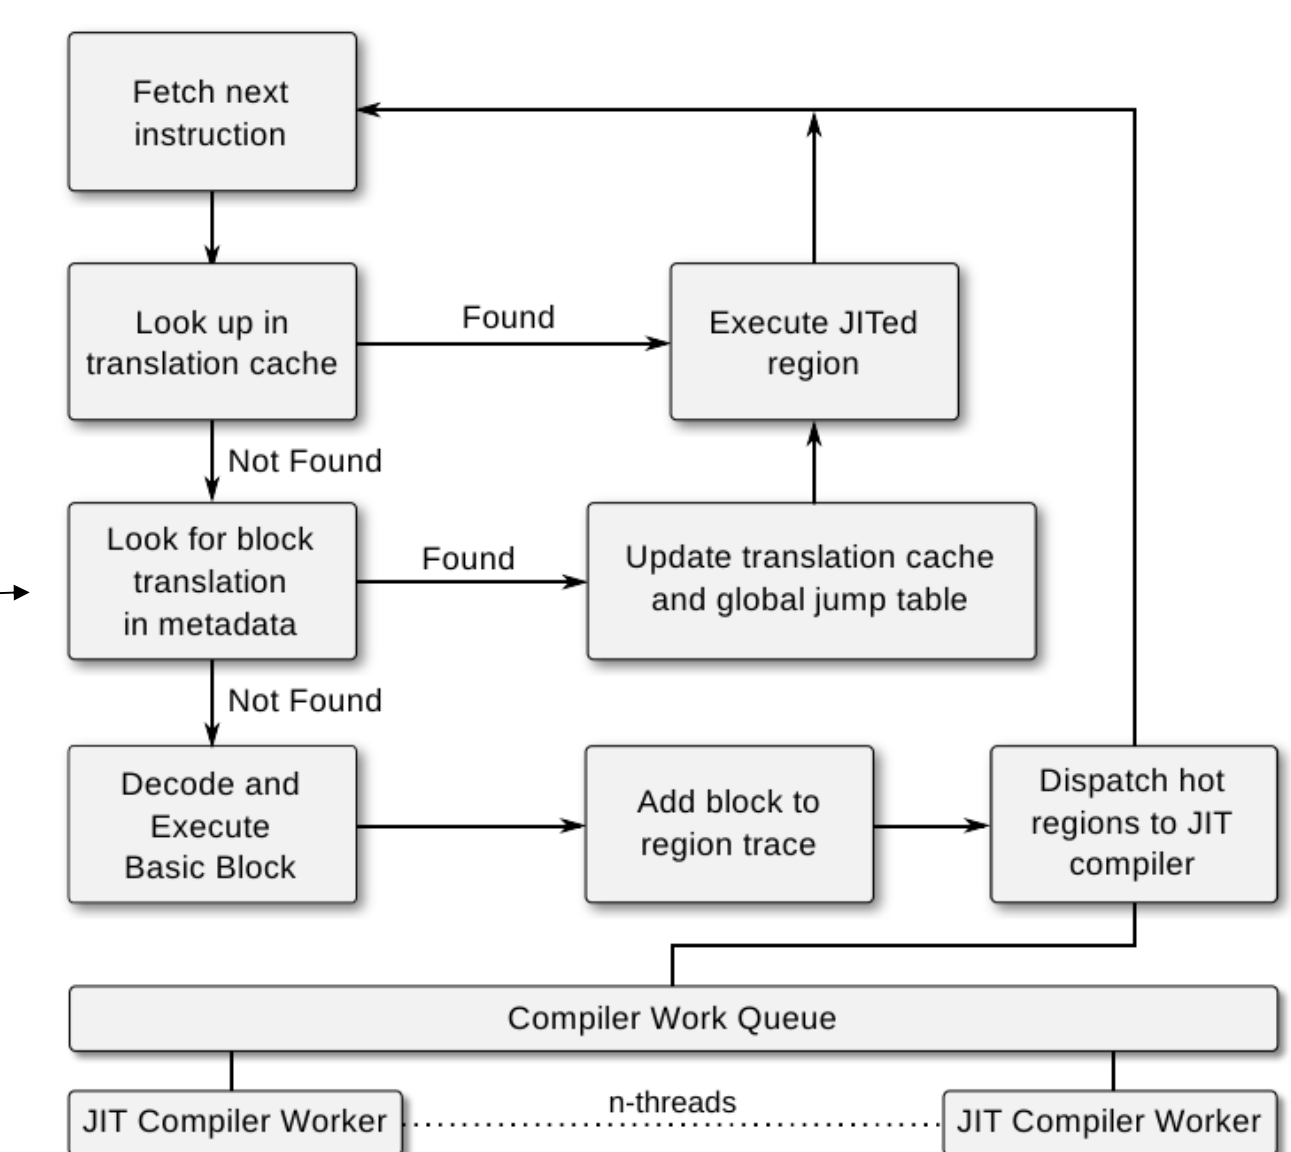 Fetch next
instruction
Look up in
translation cache
Found
Execute JITed
region
Not Found
Look for block
translation
in metadata
Found
Update translation cache
and global jump table
Not Found
Decode and
Execute
Basic Block
Add block to
region trace
Dispatch hot
regions to JIT
compiler
Compiler Work Queue
JIT Compiler Worker
n-threads
JIT Compiler Worker